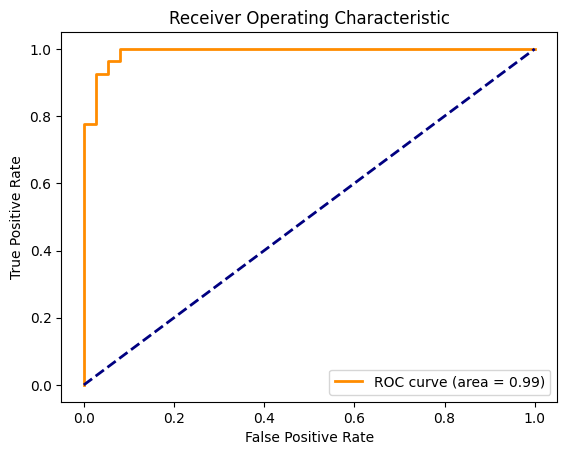 Receiver Operating Characteristic
True Positive Rate
1.0
0.8
0.6
0.4
0.2
0.0
ROC curve (area = 0.99)
0.0 0.2 0.4 0.6 0.8 1.0
False Positive Rate